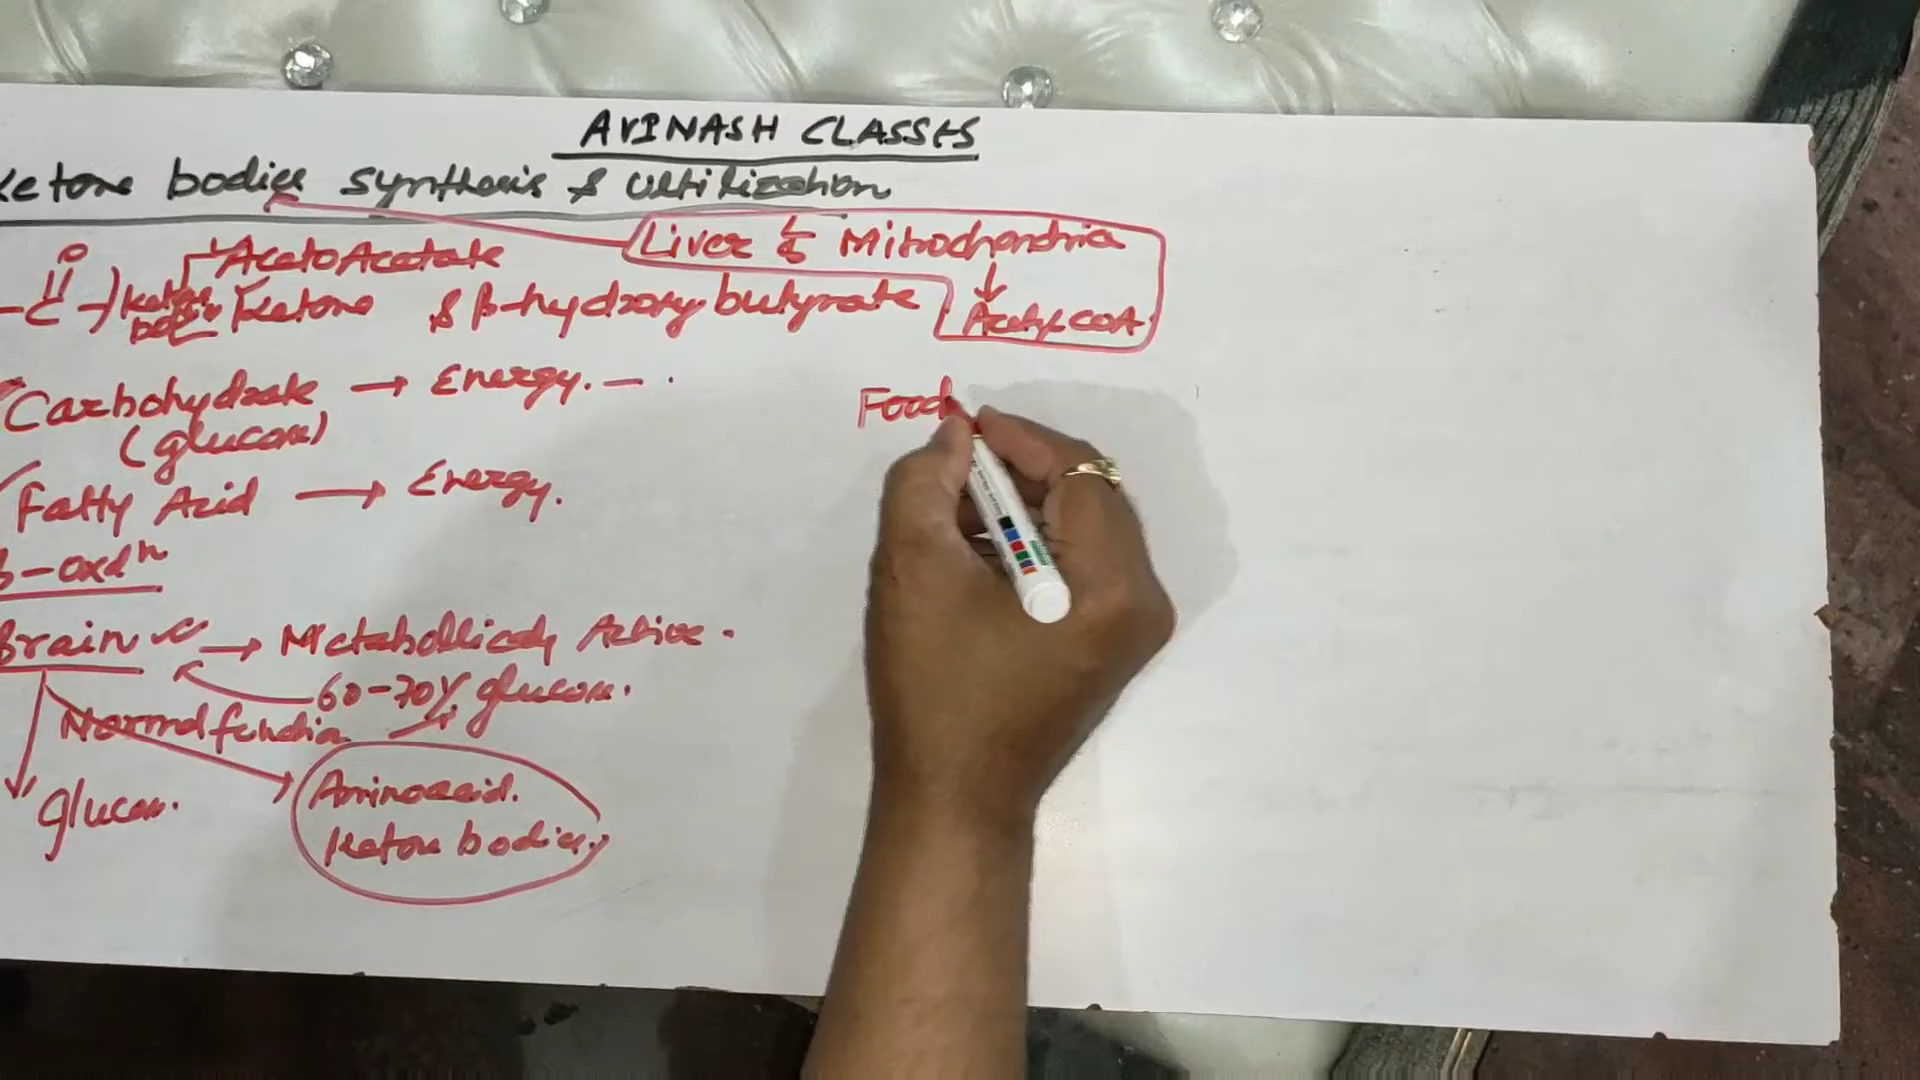 AVINASH CLASSES
Ketone bodies synthesis & Ultilization
Liver Mitochondria
O
AcetoAcetate
-C-) Ketone & β-hydroxy butyrate
Acetyl COA
Carbohydrate → Energy. — .
(glucose)
Food
Fatty Acid → Energy.
β-oxdⁿ
Brain → Metabollically Active.
60-70% glucose.
Normal function
Glucose.
Aminoacid.
Ketone bodies.